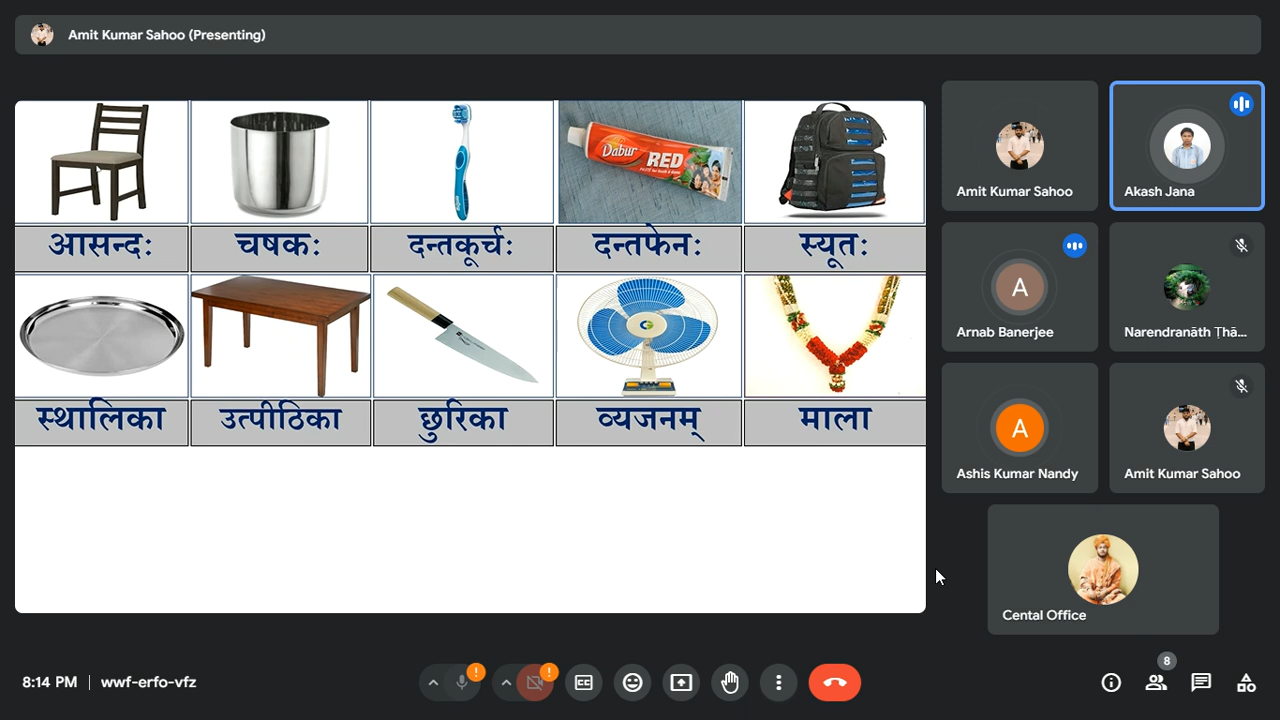 Amit Kumar Sahoo (Presenting)
Dabur RED
आसन्दः चषकः दन्तकूर्चः दन्तफेनः स्यूतः
स्थालिका उत्पीठिका छुरिका व्यजनम् माला
Amit Kumar Sahoo
Akash Jana
A
Arnab Banerjee
Narendranāth Ṭhā...
A
Ashis Kumar Nandy
Amit Kumar Sahoo
Cental Office
8:14 PM | wwf-erfo-vfz
8